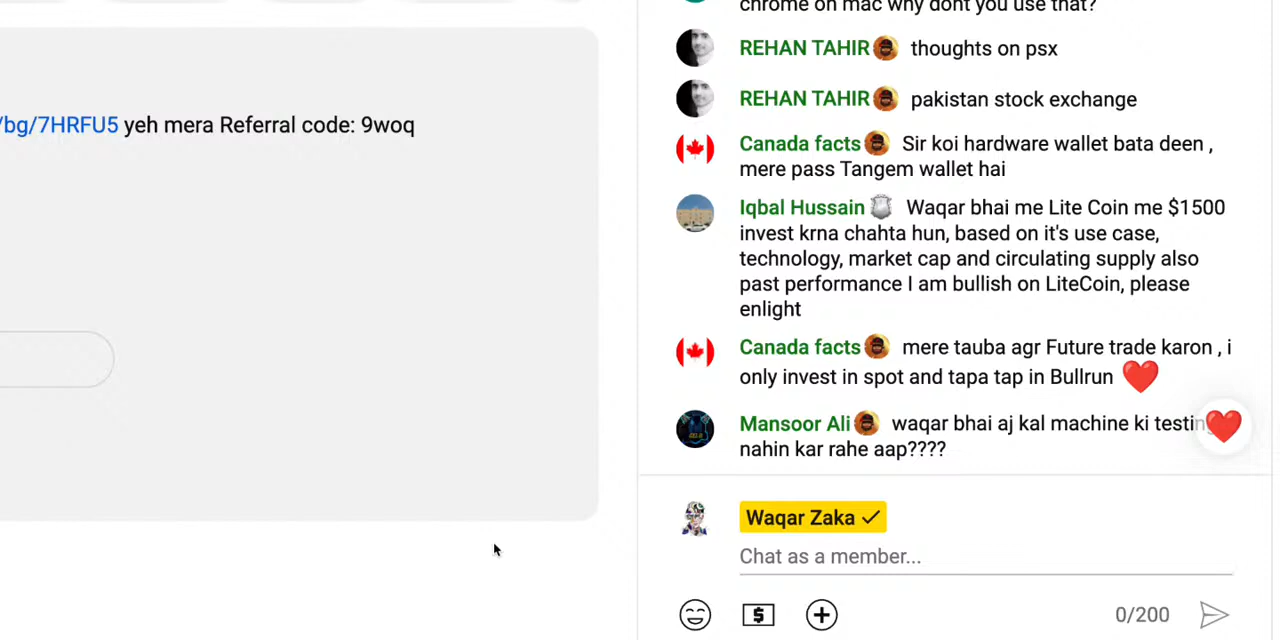 /bg/7HRFU5 yeh mera Referral code: 9woq
chrome on mac why dont you use that?
REHAN TAHIR thoughts on psx
REHAN TAHIR pakistan stock exchange
Canada facts Sir koi hardware wallet bata deen ,
mere pass Tangem wallet hai
Iqbal Hussain Waqar bhai me Lite Coin me $1500
invest krna chahta hun, based on it's use case,
technology, market cap and circulating supply also
past performance I am bullish on LiteCoin, please
enlight
Canada facts mere tauba agr Future trade karon , i
only invest in spot and tapa tap in Bullrun ❤️
Mansoor Ali waqar bhai aj kal machine ki testing
nahin kar rahe aap????
Waqar Zaka ✓
Chat as a member...
0/200